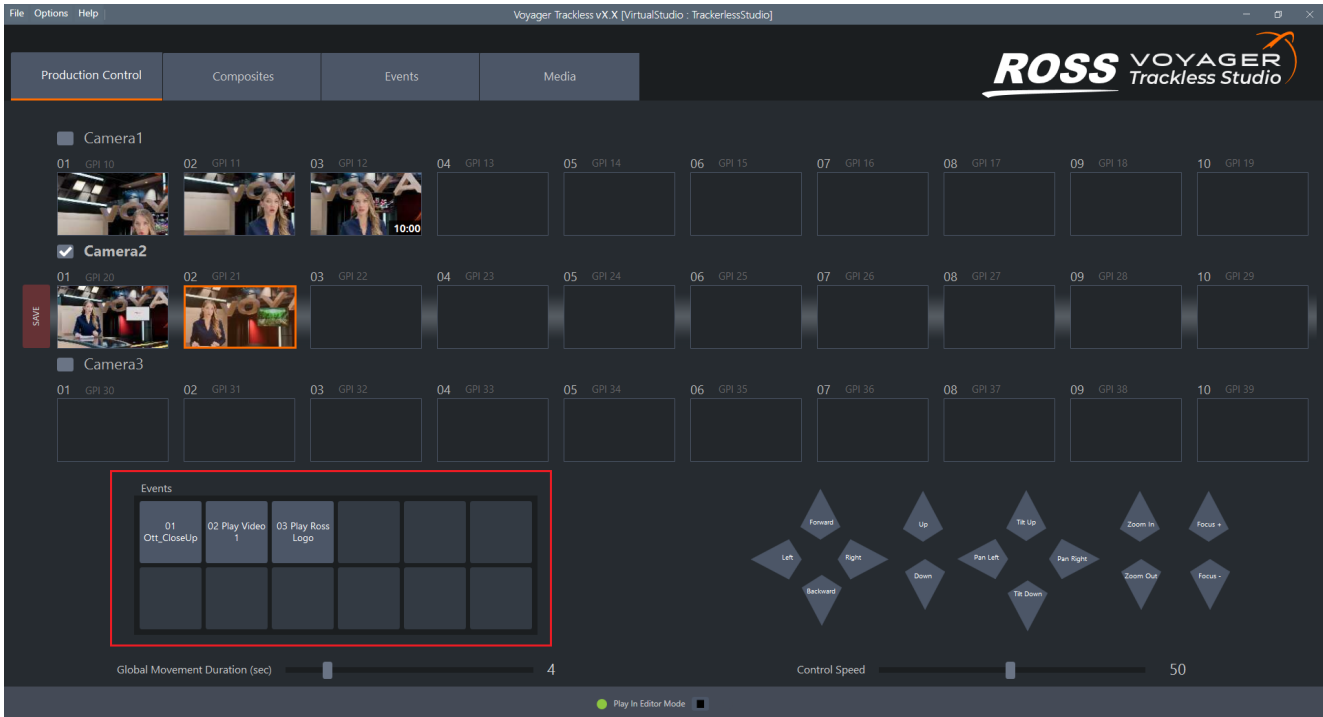 File Options Help
Voyager Trackless vX.X [VirtualStudio : TrackerlessStudio]
Production Control Composites Events Media
ROSS VOYAGER
Trackless Studio
Camera1
01 GPI 10 02 GPI 11 03 GPI 12 04 GPI 13 05 GPI 14 06 GPI 15 07 GPI 16 08 GPI 17 09 GPI 18 10 GPI 19
10:00
Camera2
01 GPI 20 02 GPI 21 03 GPI 22 04 GPI 23 05 GPI 24 06 GPI 25 07 GPI 26 08 GPI 27 09 GPI 28 10 GPI 29
SAVE
Camera3
01 GPI 30 02 GPI 31 03 GPI 32 04 GPI 33 05 GPI 34 06 GPI 35 07 GPI 36 08 GPI 37 09 GPI 38 10 GPI 39
Events
01
Ott_CloseUp
02 Play Video
1
03 Play Ross
Logo
Forward
Left Right
Backward
Up
Down
Tilt Up
Pan Left Pan Right
Tilt Down
Zoom In
Zoom Out
Focus +
Focus -
Global Movement Duration (sec) 4
Control Speed 50
Play In Editor Mode